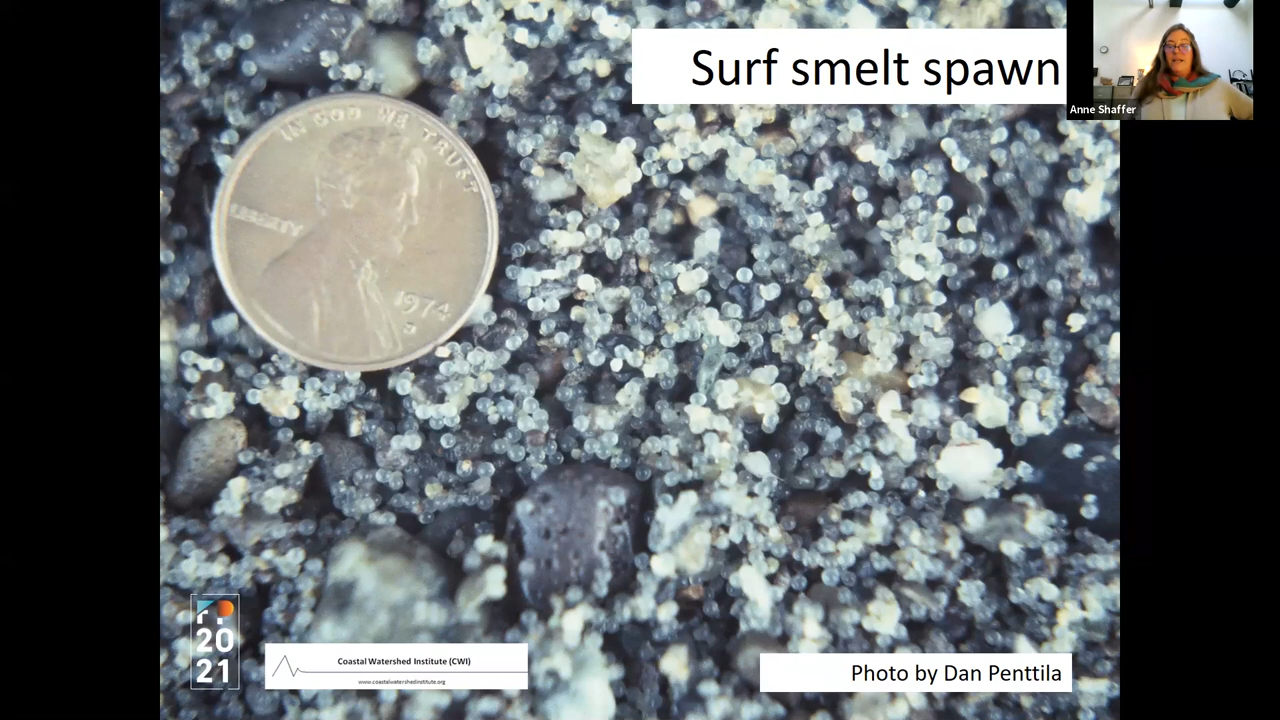 Surf smelt spawn
Anne Shaffer
IN GOD TRUST
LIBERTY
1974
D
20
21
Coastal Watershed Institute (CWI)
www.coastalwatershedinstitute.org
Photo by Dan Penttila